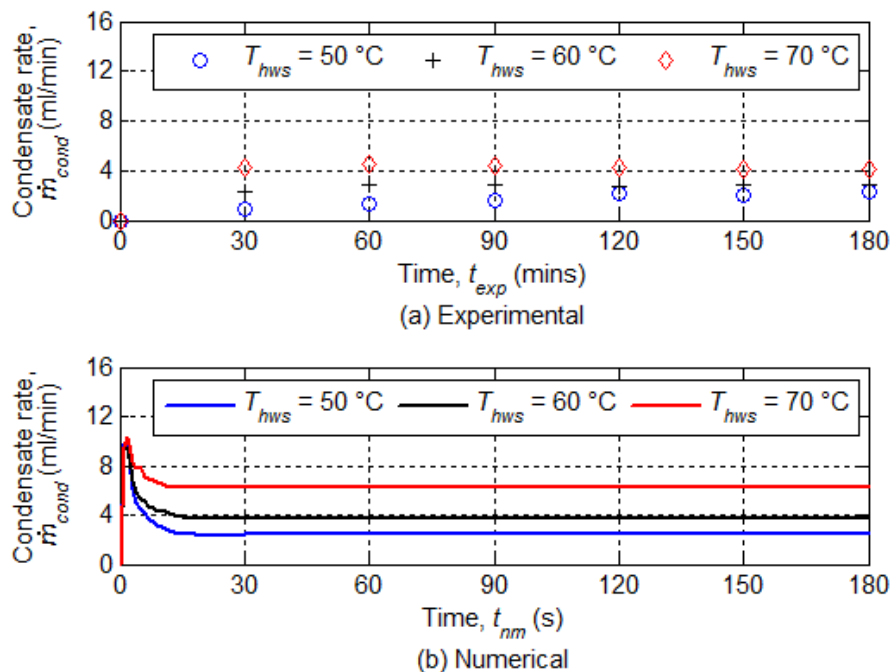 16
12
8
4
0
Condensate rate,
ṁcond (ml/min)
Thws = 50 °C
Thws = 60 °C
Thws = 70 °C
0 30 60 90 120 150 180
Time, texp (mins)
(a) Experimental
16
12
8
4
0
Condensate rate,
ṁcond (ml/min)
Thws = 50 °C
Thws = 60 °C
Thws = 70 °C
0 30 60 90 120 150 180
Time, tnm (s)
(b) Numerical